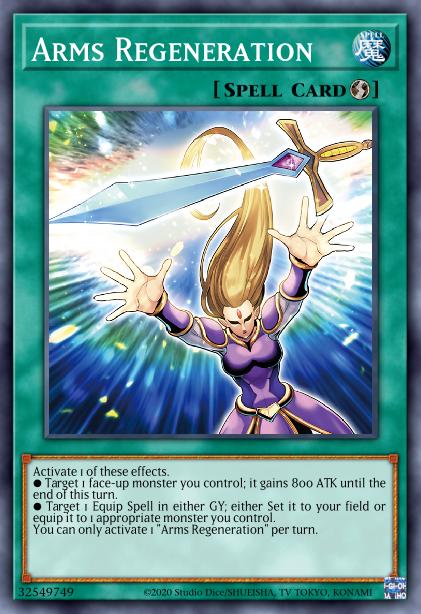 ARMS REGENERATION
SPELL
魔
[SPELL CARD]
Activate 1 of these effects.
● Target 1 face-up monster you control; it gains 800 ATK until the
end of this turn.
● Target 1 Equip Spell in either GY; either Set it to your field or
equip it to 1 appropriate monster you control.
You can only activate 1 "Arms Regeneration" per turn.
32549749
©2020 Studio Dice/SHUEISHA, TV TOKYO, KONAMI